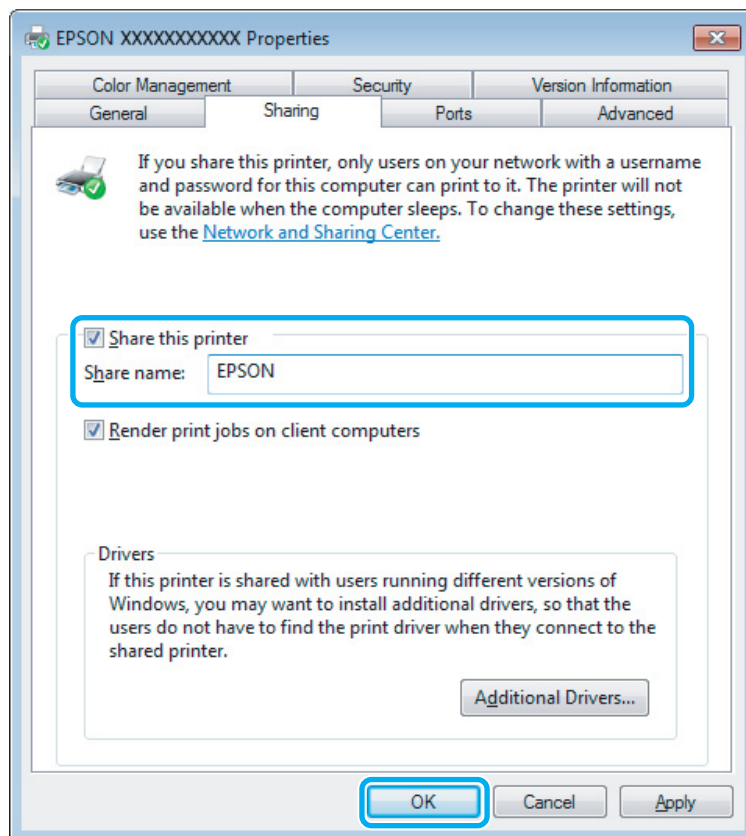 EPSON XXXXXXXXXXX Properties
Color Management Security Version Information
General Sharing Ports Advanced
If you share this printer, only users on your network with a username
and password for this computer can print to it. The printer will not
be available when the computer sleeps. To change these settings,
use the Network and Sharing Center.
Share this printer
Share name: EPSON
Render print jobs on client computers
Drivers
If this printer is shared with users running different versions of
Windows, you may want to install additional drivers, so that the
users do not have to find the print driver when they connect to the
shared printer.
Additional Drivers...
OK Cancel Apply